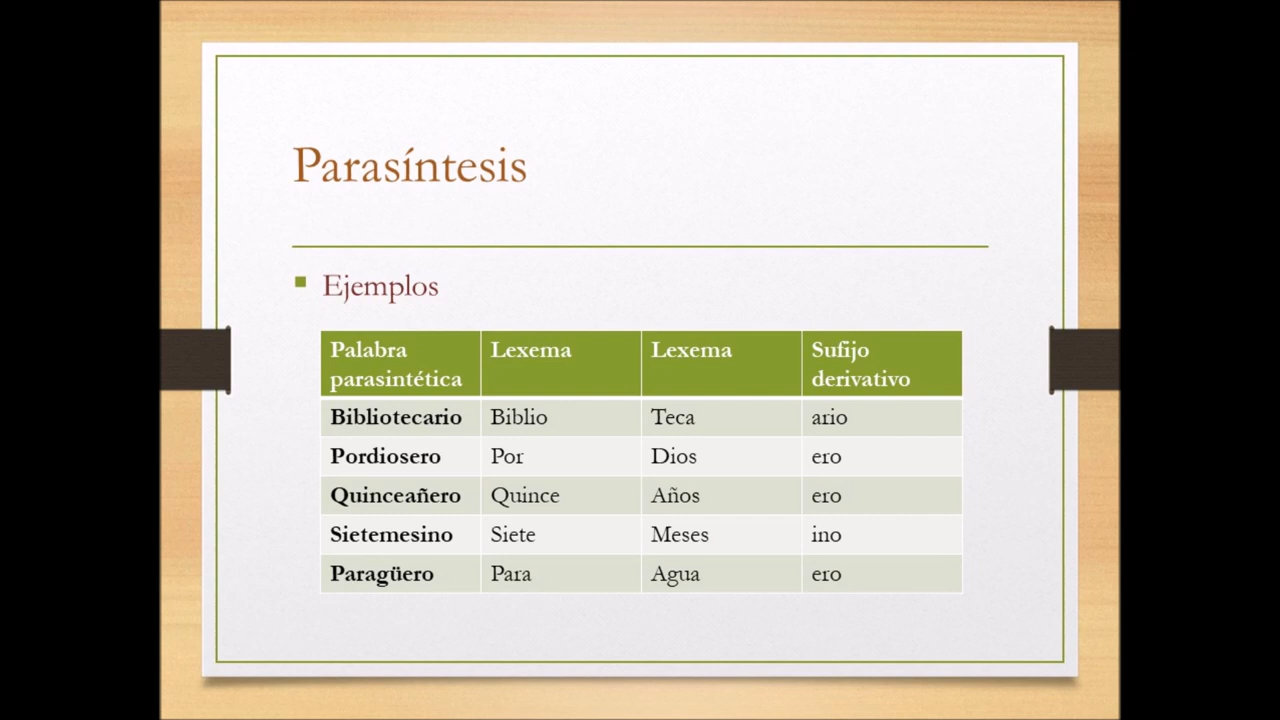 Parasíntesis
Ejemplos
Palabra parasintética Lexema Lexema Sufijo derivativo
Bibliotecario Biblio Teca ario
Pordiosero Por Dios ero
Quinceañero Quince Años ero
Sietemesino Siete Meses ino
Paragüero Para Agua ero